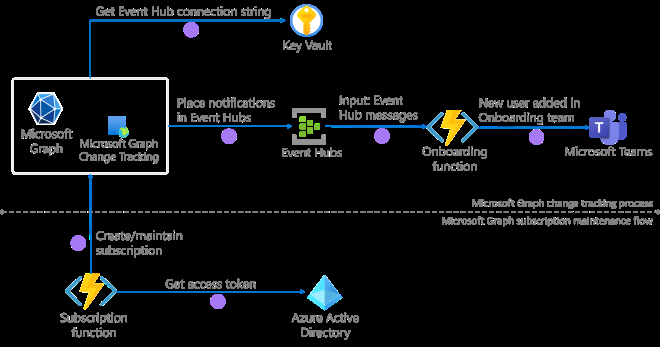 Get Event Hub connection string
Key Vault
Microsoft
Graph
Microsoft Graph
Change Tracking
Place notifications
in Event Hubs
Event Hubs
Input: Event
Hub messages
Onboarding
function
New user added in
Onboarding team
T
Microsoft Teams
Microsoft Graph change tracking process
Microsoft Graph subscription maintenance flow
Create/maintain
subscription
Subscription
function
Get access token
Azure Active
Directory